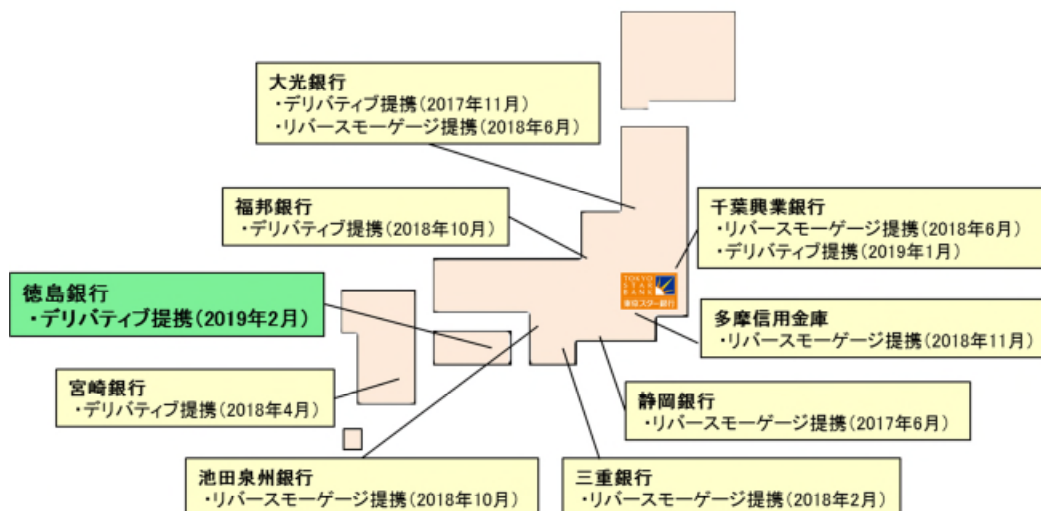 大光銀行
・デリバティブ提携(2017年11月)
・リバースモーゲージ提携(2018年6月)
福邦銀行
・デリバティブ提携(2018年10月)
千葉興業銀行
・リバースモーゲージ提携(2018年6月)
・デリバティブ提携(2019年1月)
TOKYO
STAR
BANK
東京スター銀行
徳島銀行
・デリバティブ提携(2019年2月)
多摩信用金庫
・リバースモーゲージ提携(2018年11月)
宮崎銀行
・デリバティブ提携(2018年4月)
静岡銀行
・リバースモーゲージ提携(2017年6月)
池田泉州銀行
・リバースモーゲージ提携(2018年10月)
三重銀行
・リバースモーゲージ提携(2018年2月)